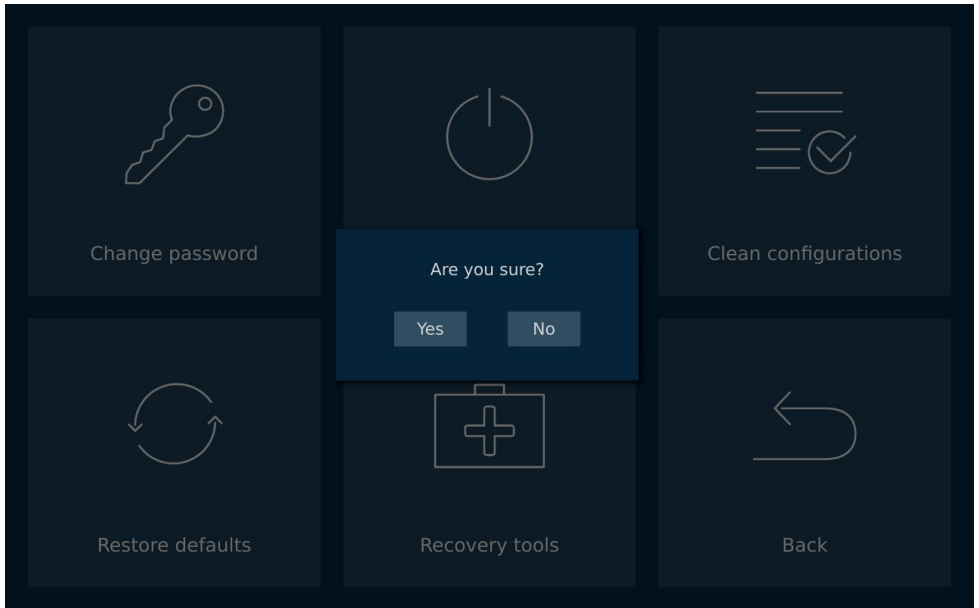 Change password
Clean configurations
Are you sure?
Yes No
Restore defaults
Recovery tools
Back